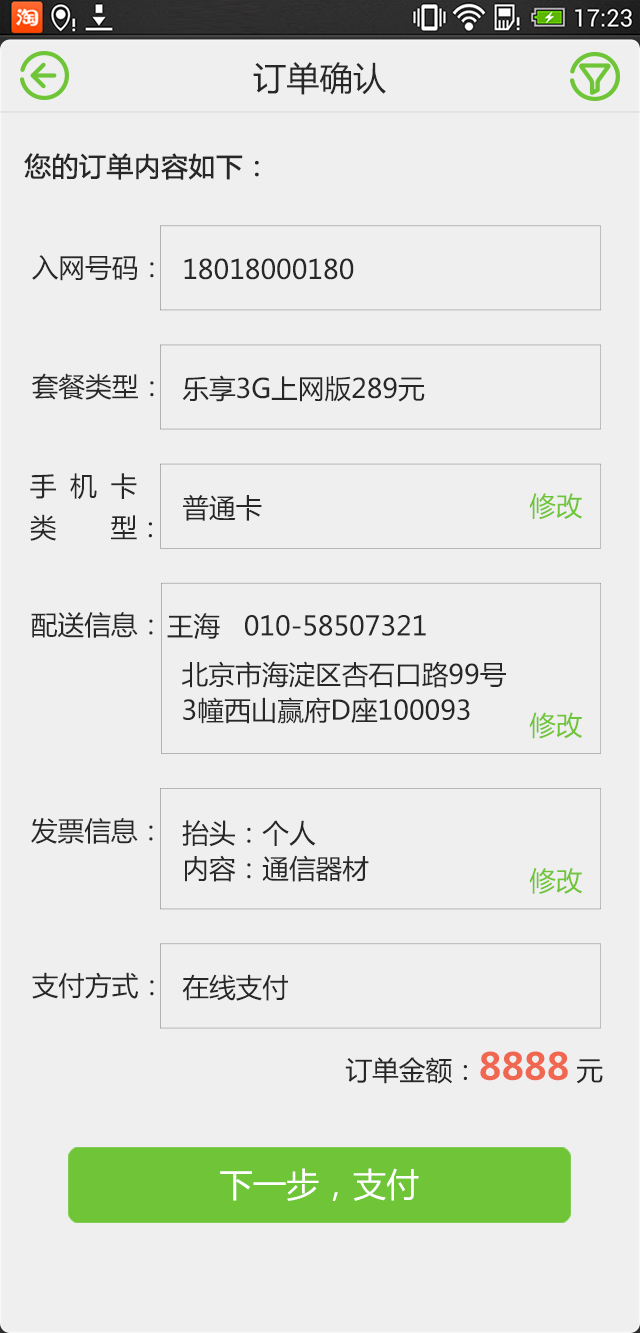 淘 17:23
订单确认
您的订单内容如下：
入网号码： 18018000180
套餐类型： 乐享3G上网版289元
手机卡
类型： 普通卡 修改
配送信息： 王海 010-58507321
北京市海淀区杏石口路99号
3幢西山赢府D座100093
修改
发票信息： 抬头：个人
内容：通信器材
修改
支付方式： 在线支付
订单金额：8888元
下一步，支付